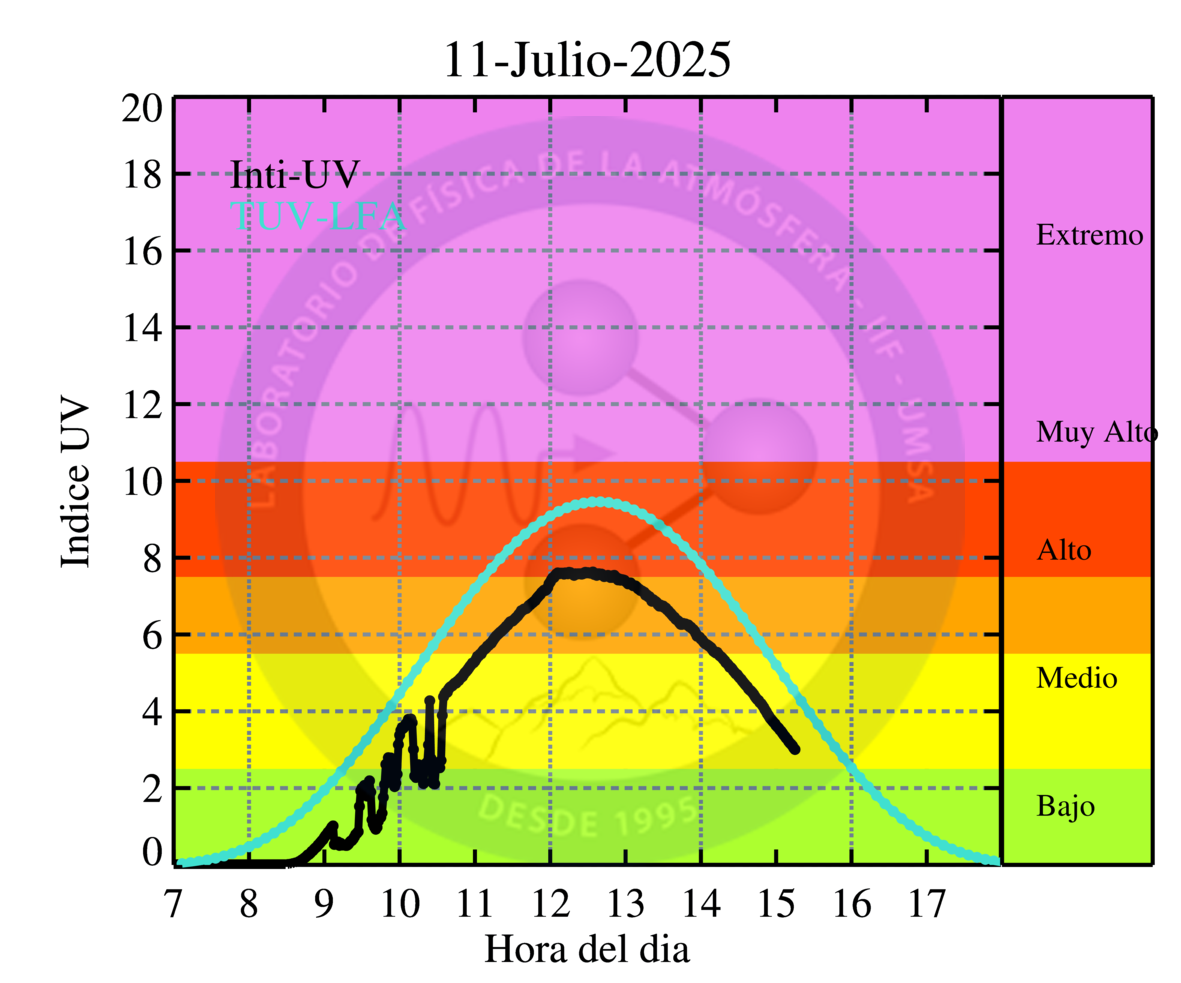 11-Julio-2025
20
18
16
14
12
10
8
6
4
2
0
Indice UV
Inti-UV
TUV-LFA
LABORATORIO DE FÍSICA DE LA ATMÓSFERA - IIF - UMSA
DESDE 1995
Extremo
Muy Alto
Alto
Medio
Bajo
7 8 9 10 11 12 13 14 15 16 17
Hora del dia